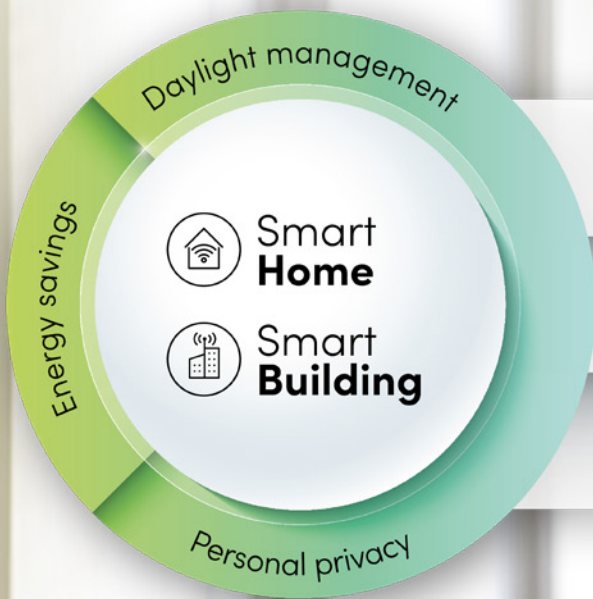 Daylight management
Energy savings
Smart
Home
Smart
Building
Personal privacy